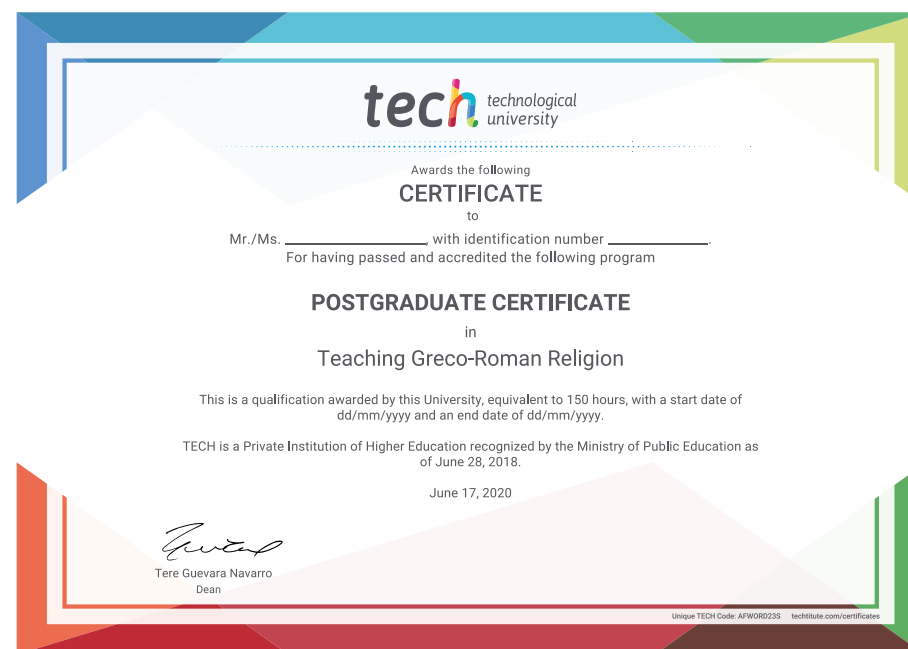 tech technological
university
Awards the following
CERTIFICATE
to
Mr./Ms. ____________________, with identification number ______________.
For having passed and accredited the following program
POSTGRADUATE CERTIFICATE
in
Teaching Greco-Roman Religion
This is a qualification awarded by this University, equivalent to 150 hours, with a start date of
dd/mm/yyyy and an end date of dd/mm/yyyy.
TECH is a Private Institution of Higher Education recognized by the Ministry of Public Education as
of June 28, 2018.
June 17, 2020
Tere Guevara Navarro
Dean
Unique TECH Code: AFWORD23S techtitute.com/certificates